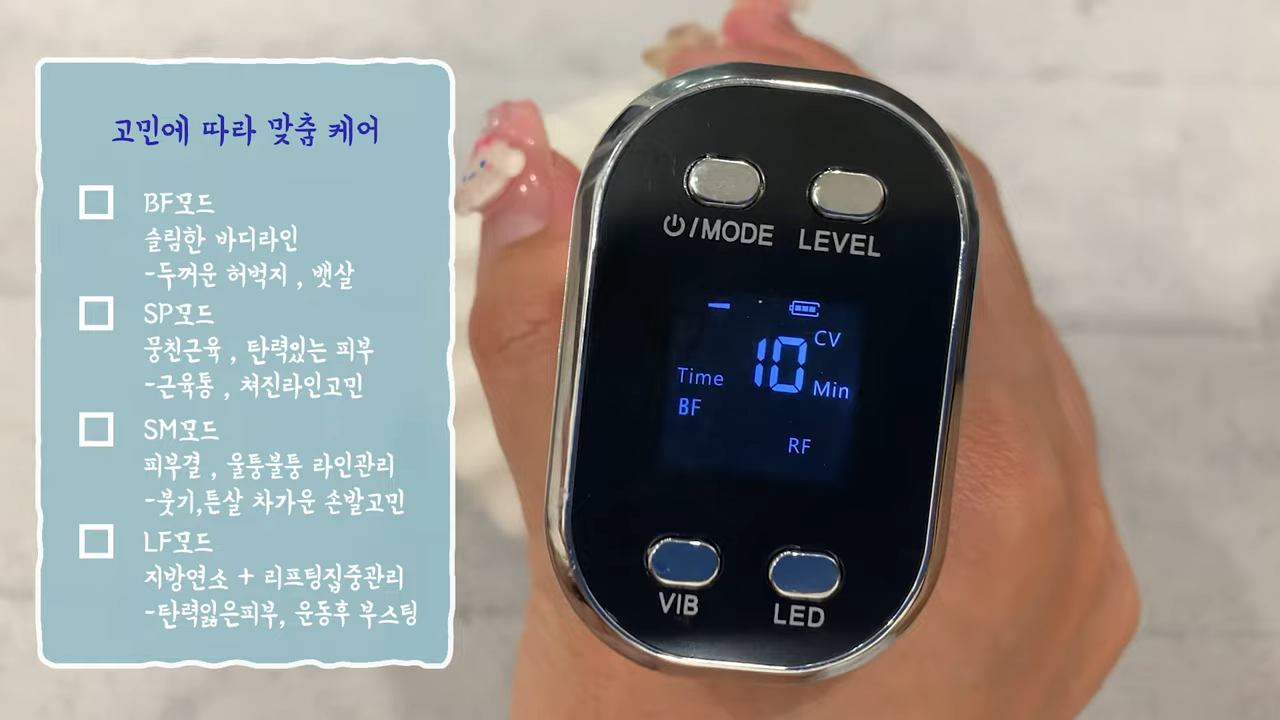 고민에 따라 맞춤 케어
BF모드
슬림한 바디라인
-두꺼운 허벅지 , 뱃살
SP모드
뭉친근육 , 탄력있는 피부
-근육통 , 쳐진라인고민
SM모드
피부결 , 울퉁불퉁 라인관리
-붓기,튼살 차가운 손발고민
LF모드
지방연소 + 리프팅집중관리
-탄력잃은피부, 운동후 부스팅
⏻/MODE LEVEL
CV
Time 10 Min
BF
RF
VIB LED